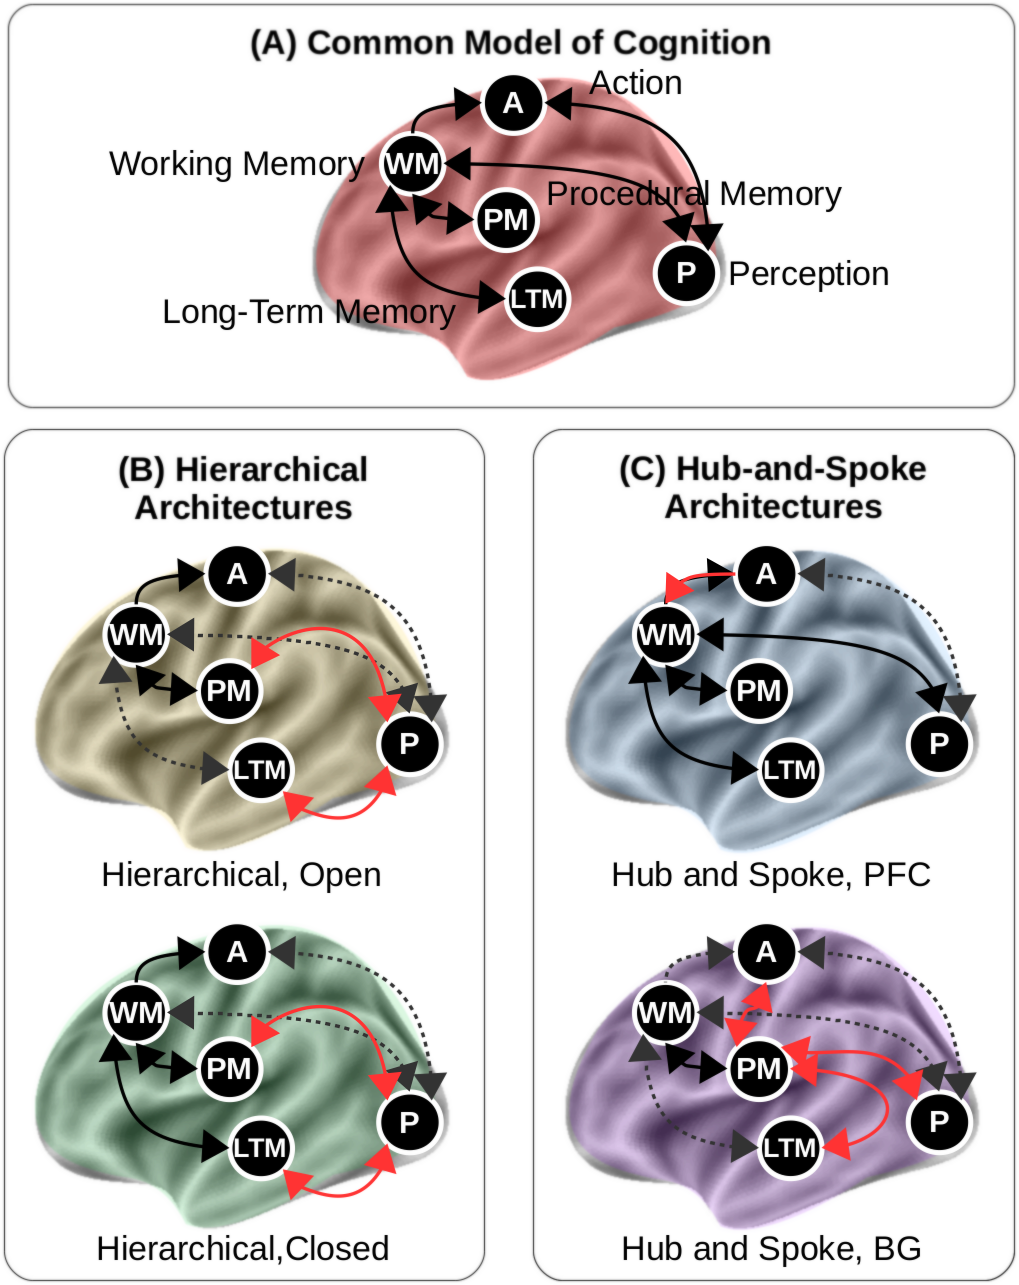 (A) Common Model of Cognition
Action
A
Working Memory
WM
Procedural Memory
PM
P
Perception
LTM
Long-Term Memory
(B) Hierarchical
Architectures
A
WM
PM
P
LTM
Hierarchical, Open
A
WM
PM
P
LTM
Hierarchical,Closed
(C) Hub-and-Spoke
Architectures
A
WM
PM
P
LTM
Hub and Spoke, PFC
A
WM
PM
P
LTM
Hub and Spoke, BG